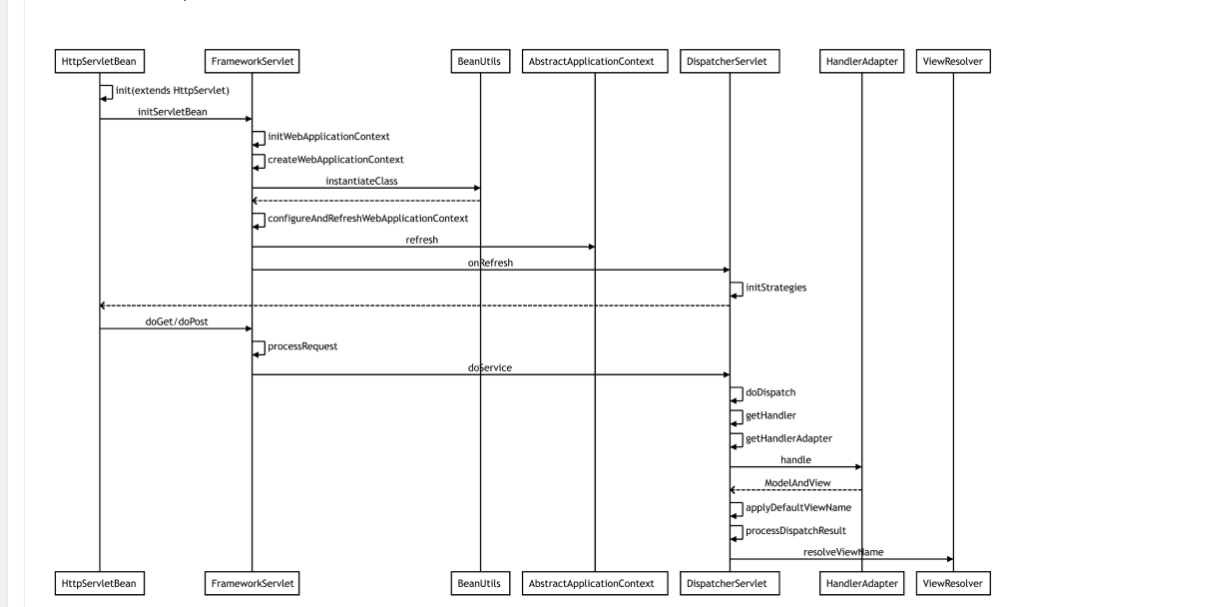 HttpServletBean FrameworkServlet BeanUtils AbstractApplicationContext DispatcherServlet HandlerAdapter ViewResolver
init(extends HttpServlet)
initServletBean
initWebApplicationContext
createWebApplicationContext
instantiateClass
configureAndRefreshWebApplicationContext
refresh
onRefresh
initStrategies
doGet/doPost
processRequest
doService
doDispatch
getHandler
getHandlerAdapter
handle
ModelAndView
applyDefaultViewName
processDispatchResult
resolveViewName
HttpServletBean FrameworkServlet BeanUtils AbstractApplicationContext DispatcherServlet HandlerAdapter ViewResolver